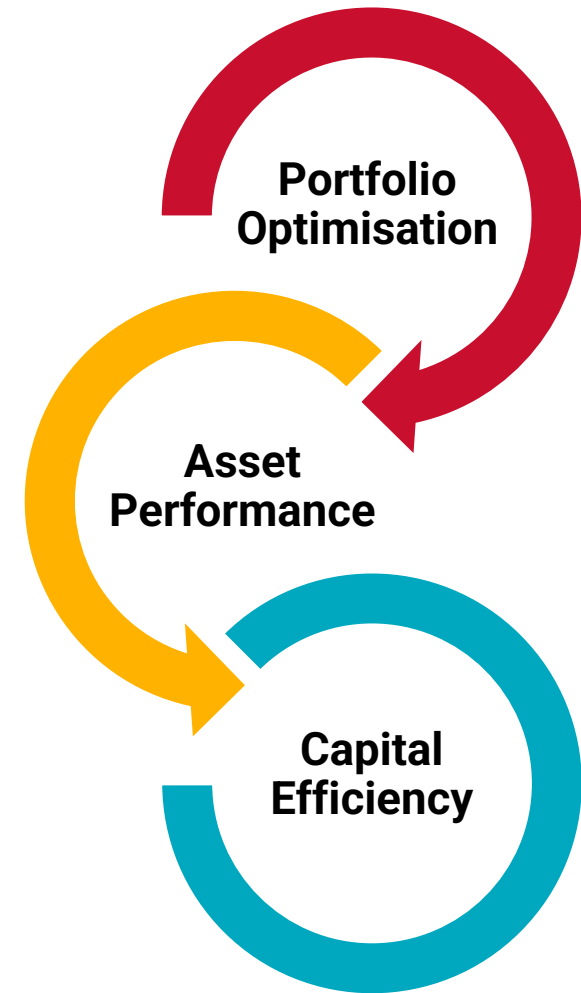 Portfolio
Optimisation
Asset
Performance
Capital
Efficiency